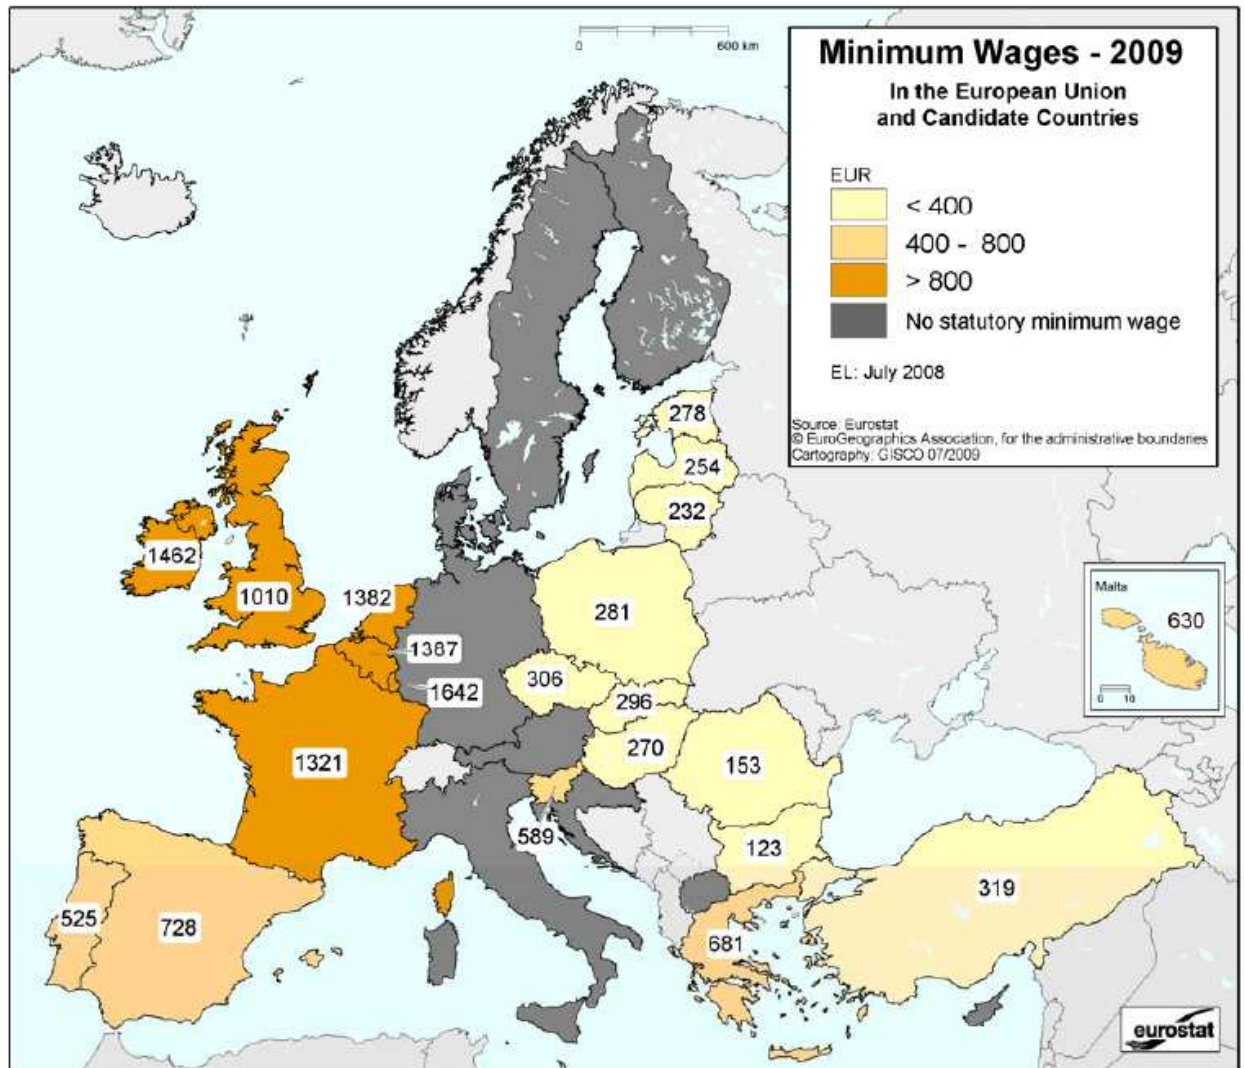 0 600 km
Minimum Wages - 2009
In the European Union
and Candidate Countries
EUR
< 400
400 - 800
> 800
No statutory minimum wage
EL: July 2008
Source: Eurostat
© EuroGeographics Association, for the administrative boundaries
Cartography: GISCO 07/2009
278
254
232
1462
1010
1382
281
1387
1642
306
296
270
1321
153
589
123
319
525
728
681
Malta
630
0 10
eurostat